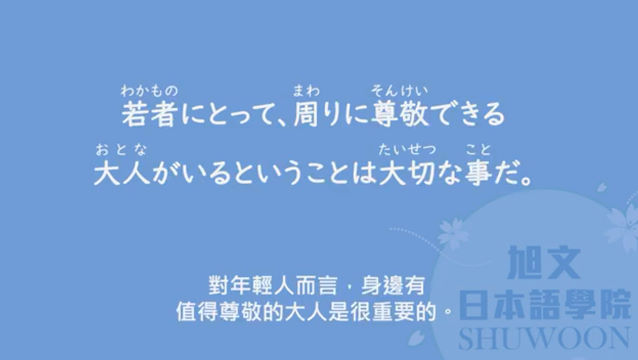 わかもの まわ そんけい
若者にとって、周りに尊敬できる
おとな たいせつ こと
大人がいるということは大切な事だ。
對年輕人而言，身邊有
值得尊敬的大人是很重要的。
旭文
日本語學院
SHUWOON